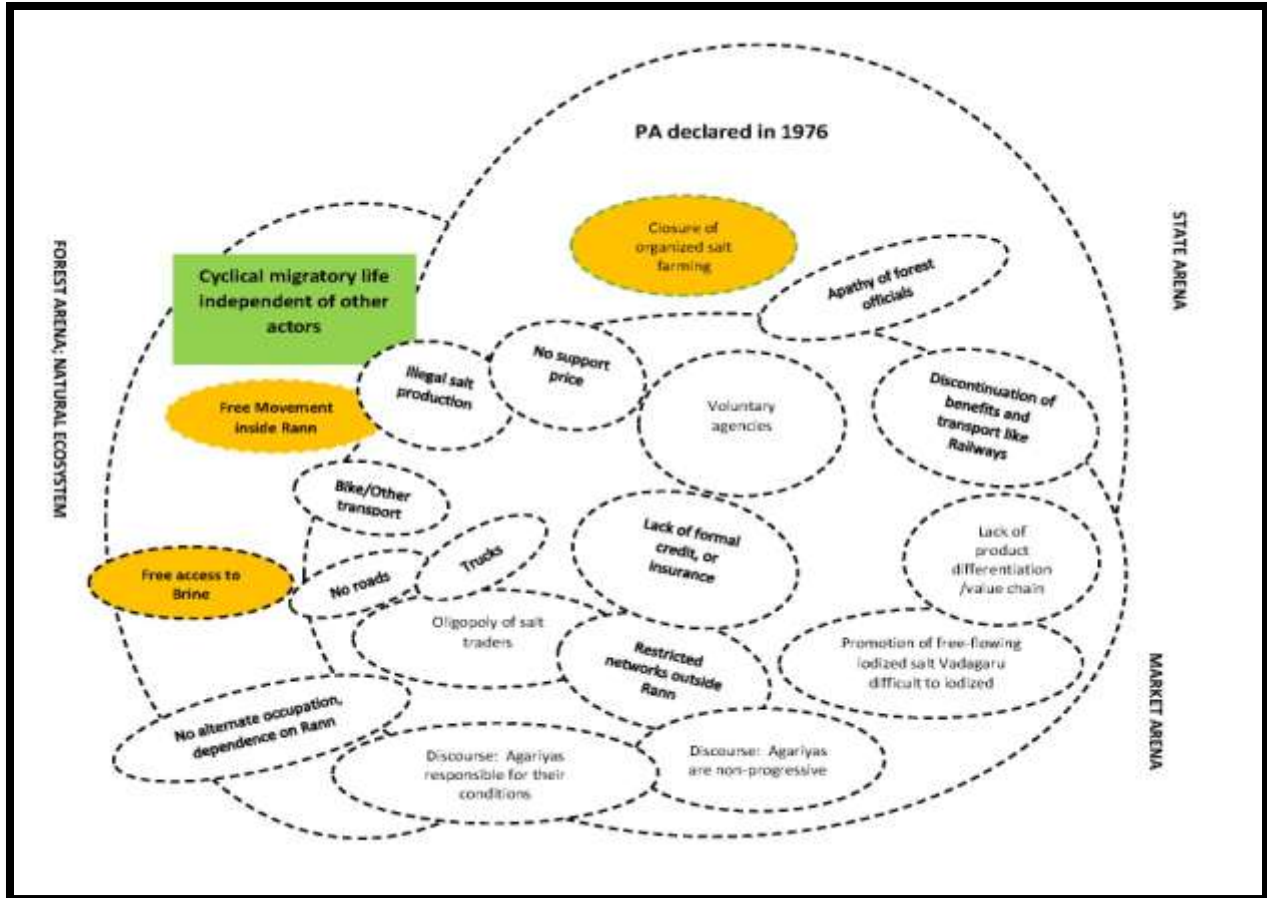 PA declared in 1976
Closure of
organized salt
farming
STATE ARENA
Apathy of forest
officials
FOREST ARENA; NATURAL ECOSYSTEM
Cyclical migratory life
independent of other
actors
Illegal salt
production
No support
price
Free Movement
inside Rann
Voluntary
agencies
Discontinuation of
benefits and
transport like
Railways
Bike/Other
transport
Lack of formal
credit, or
insurance
Lack of
product
differentiation
/value chain
Trucks
No roads
Free access to
Brine
Oligopoly of salt
traders
Restricted
networks outside
Rann
Promotion of free-flowing
iodized salt Vadagaru
difficult to iodized
MARKET ARENA
No alternate occupation,
dependence on Rann
Discourse: Agariyas
responsible for their
conditions
Discourse: Agariyas
are non-progressive